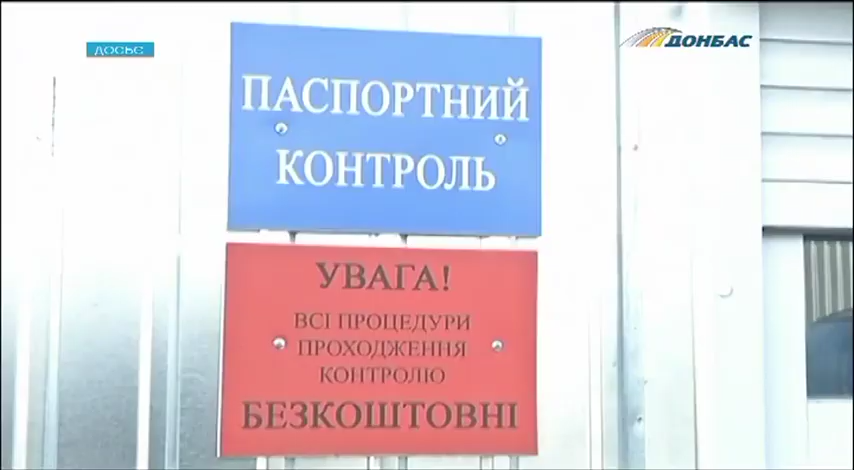 ДОСЬЄ
ДОНБАС
ПАСПОРТНИЙ
КОНТРОЛЬ
УВАГА!
ВСІ ПРОЦЕДУРИ
ПРОХОДЖЕННЯ
КОНТРОЛЮ
БЕЗКОШТОВНІ